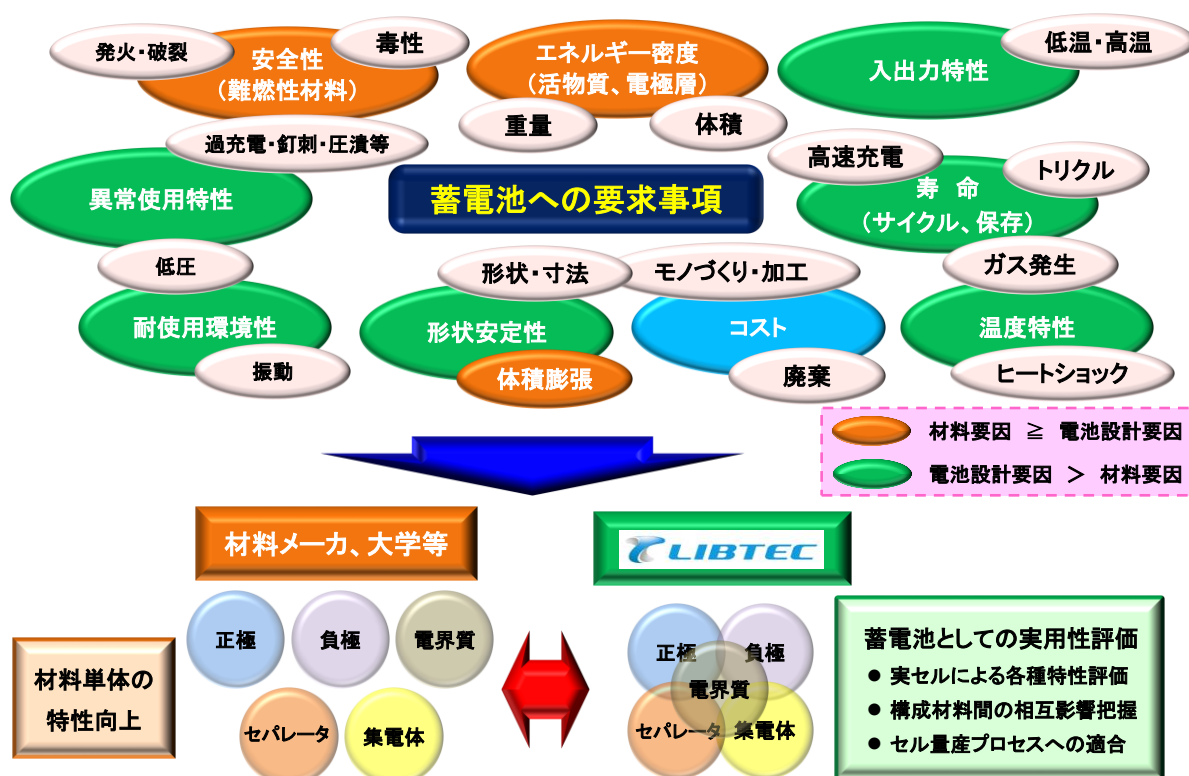 発火・破裂
毒性
安全性
(難燃性材料)
過充電・釘刺・圧潰等
エネルギー密度
(活物質、電極層)
重量
体積
低温・高温
入出力特性
異常使用特性
蓄電池への要求事項
高速充電
トリクル
寿 命
(サイクル、保存)
低圧
耐使用環境性
振動
形状・寸法
形状安定性
体積膨張
モノづくり・加工
コスト
廃棄
ガス発生
温度特性
ヒートショック
材料要因 ≧ 電池設計要因
電池設計要因 > 材料要因
材料メーカ、大学等
LIBTEC
材料単体の
特性向上
正極
負極
電界質
セパレータ
集電体
正極
負極
電界質
セパレータ
集電体
蓄電池としての実用性評価
● 実セルによる各種特性評価
● 構成材料間の相互影響把握
● セル量産プロセスへの適合